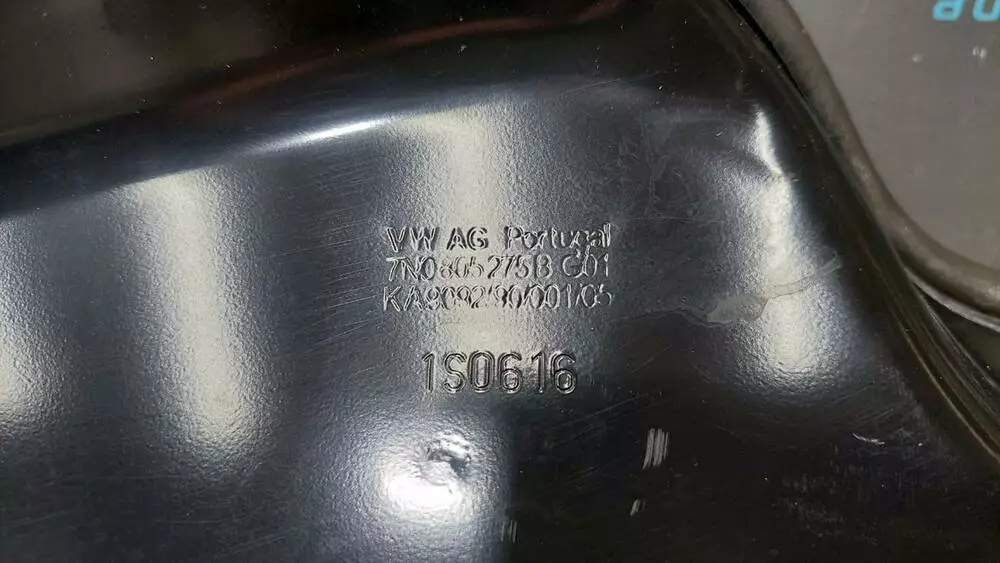 VW AG Portugal
7N0805275B G01
KA9092/90/001/05
1S0616